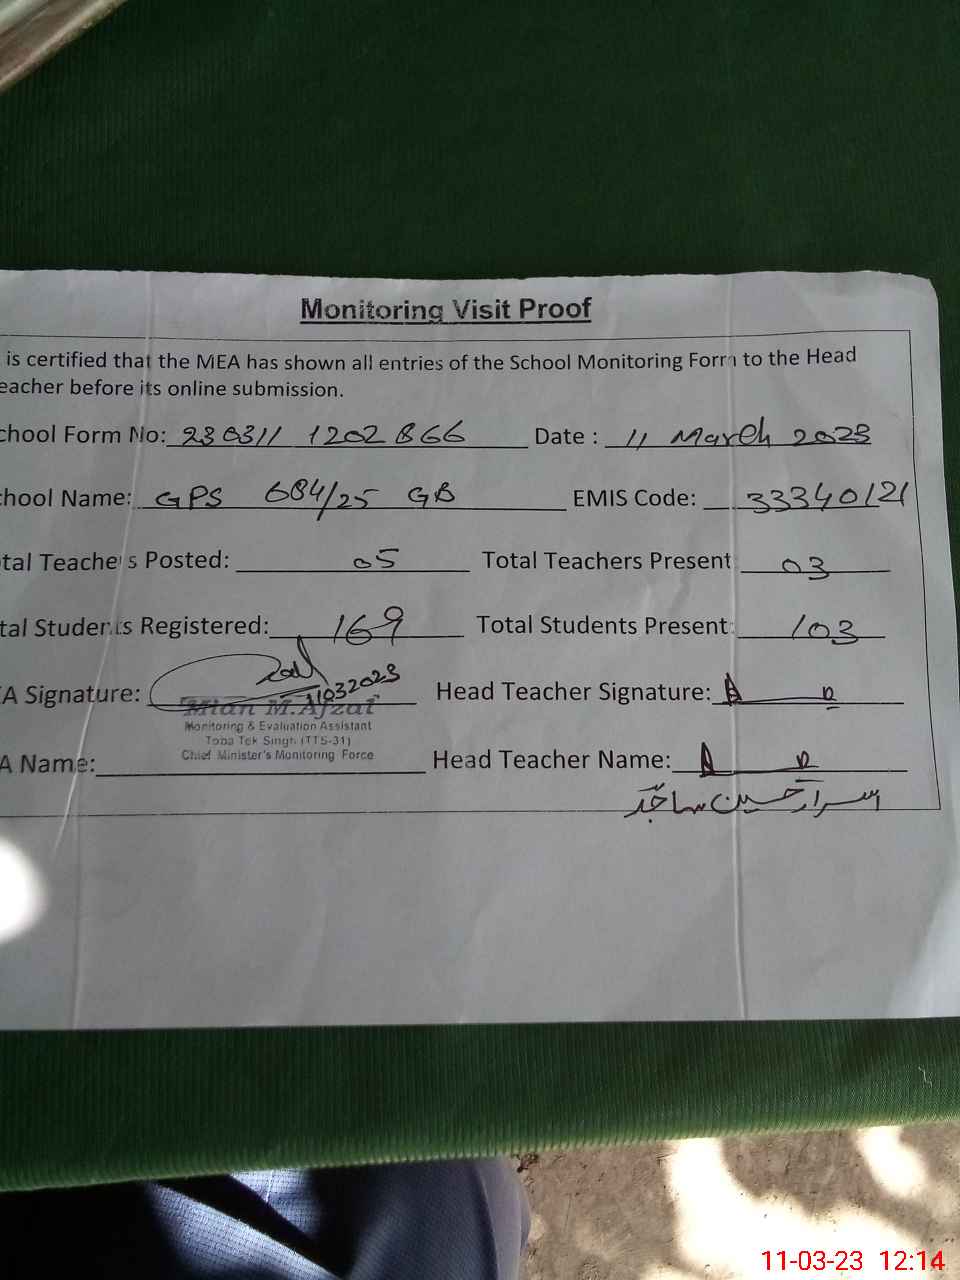 Monitoring Visit Proof
is certified that the MEA has shown all entries of the School Monitoring Form to the Head
eacher before its online submission.
chool Form No: 230311 1202866 Date : 11 March 2023
chool Name: GPS 684/25 GB EMIS Code: 33340121
tal Teachers Posted: 05 Total Teachers Present: 03
tal Students Registered: 169 Total Students Present: 103
A Signature: 11032023 Head Teacher Signature:
Mian M.Afzal
Monitoring & Evaluation Assistant
Toba Tek Singh (TTS-31)
Chief Minister's Monitoring Force
A Name: Head Teacher Name:
اسرار حسین ساجد
11-03-23 12:14